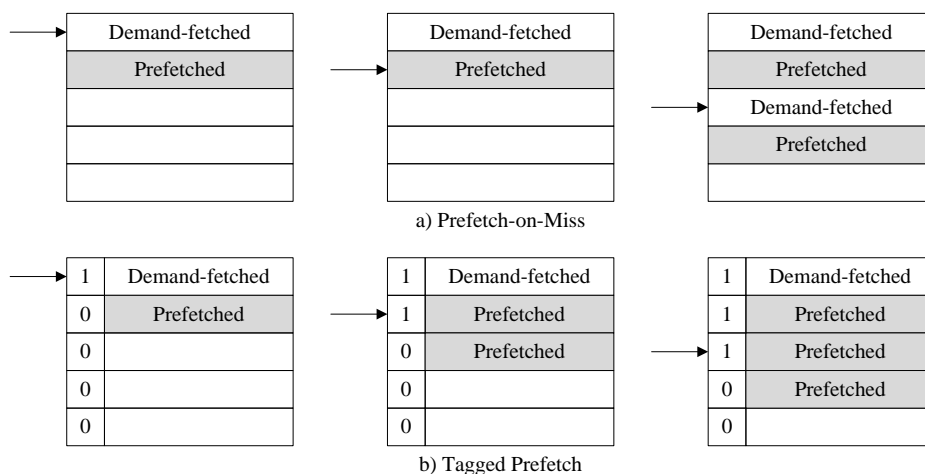 Demand-fetched Demand-fetched Demand-fetched
Prefetched Prefetched Prefetched
Demand-fetched
Prefetched
a) Prefetch-on-Miss
1 Demand-fetched 1 Demand-fetched 1 Demand-fetched
0 Prefetched 1 Prefetched 1 Prefetched
0 0 Prefetched 1 Prefetched
0 0 0 Prefetched
0 0 0
b) Tagged Prefetch